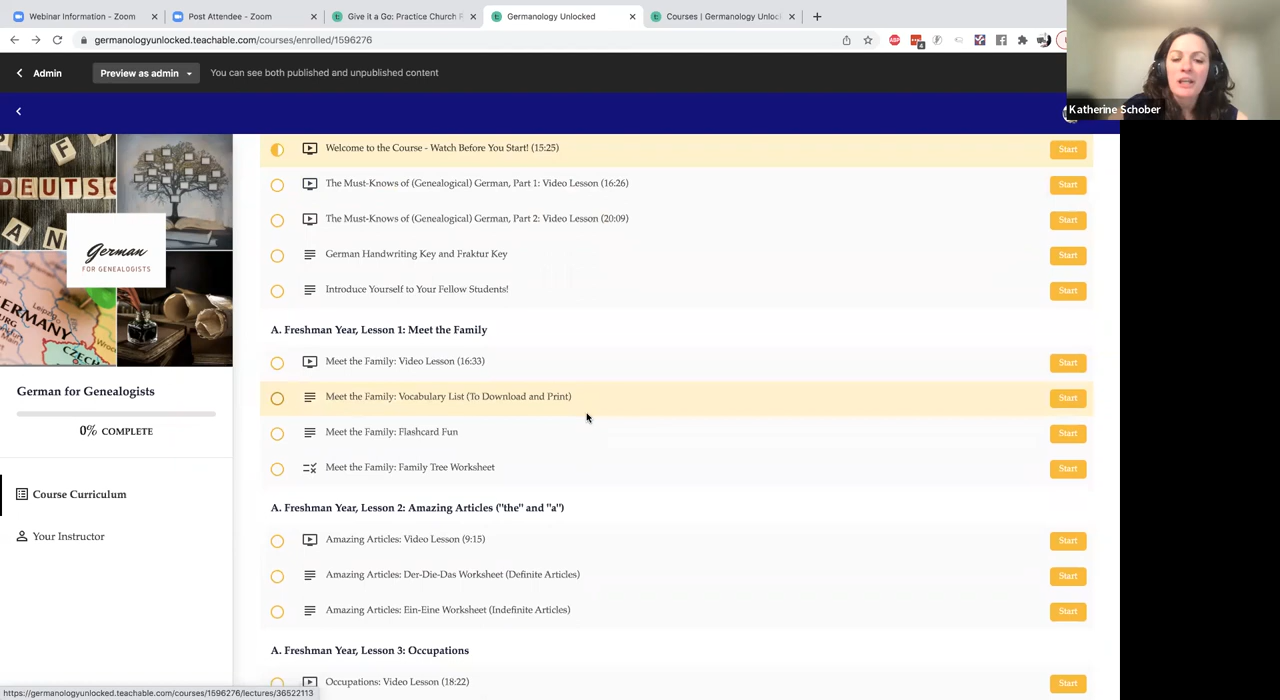 Webinar Information - Zoom
Post Attendee - Zoom
Give it a Go: Practice Church R
Germanology Unlocked
Courses | Germanology Unloc
germanologyunlocked.teachable.com/courses/enrolled/1596276
ABP
4
Admin
Preview as admin
You can see both published and unpublished content
Katherine Schober
Welcome to the Course - Watch Before You Start! (15:25)
Start
The Must-Knows of (Genealogical) German, Part 1: Video Lesson (16:26)
Start
The Must-Knows of (Genealogical) German, Part 2: Video Lesson (20:09)
Start
German Handwriting Key and Fraktur Key
Start
Introduce Yourself to Your Fellow Students!
Start
A. Freshman Year, Lesson 1: Meet the Family
Meet the Family: Video Lesson (16:33)
Start
Meet the Family: Vocabulary List (To Download and Print)
Start
Meet the Family: Flashcard Fun
Start
Meet the Family: Family Tree Worksheet
Start
A. Freshman Year, Lesson 2: Amazing Articles ("the" and "a")
Amazing Articles: Video Lesson (9:15)
Start
Amazing Articles: Der-Die-Das Worksheet (Definite Articles)
Start
Amazing Articles: Ein-Eine Worksheet (Indefinite Articles)
Start
A. Freshman Year, Lesson 3: Occupations
Occupations: Video Lesson (18:22)
Start
F
DEUTSC
A
N
German
FOR GENEALOGISTS
ERMANY
CZECH
German for Genealogists
0% COMPLETE
Course Curriculum
Your Instructor
https://germanologyunlocked.teachable.com/courses/1596276/lectures/36522113